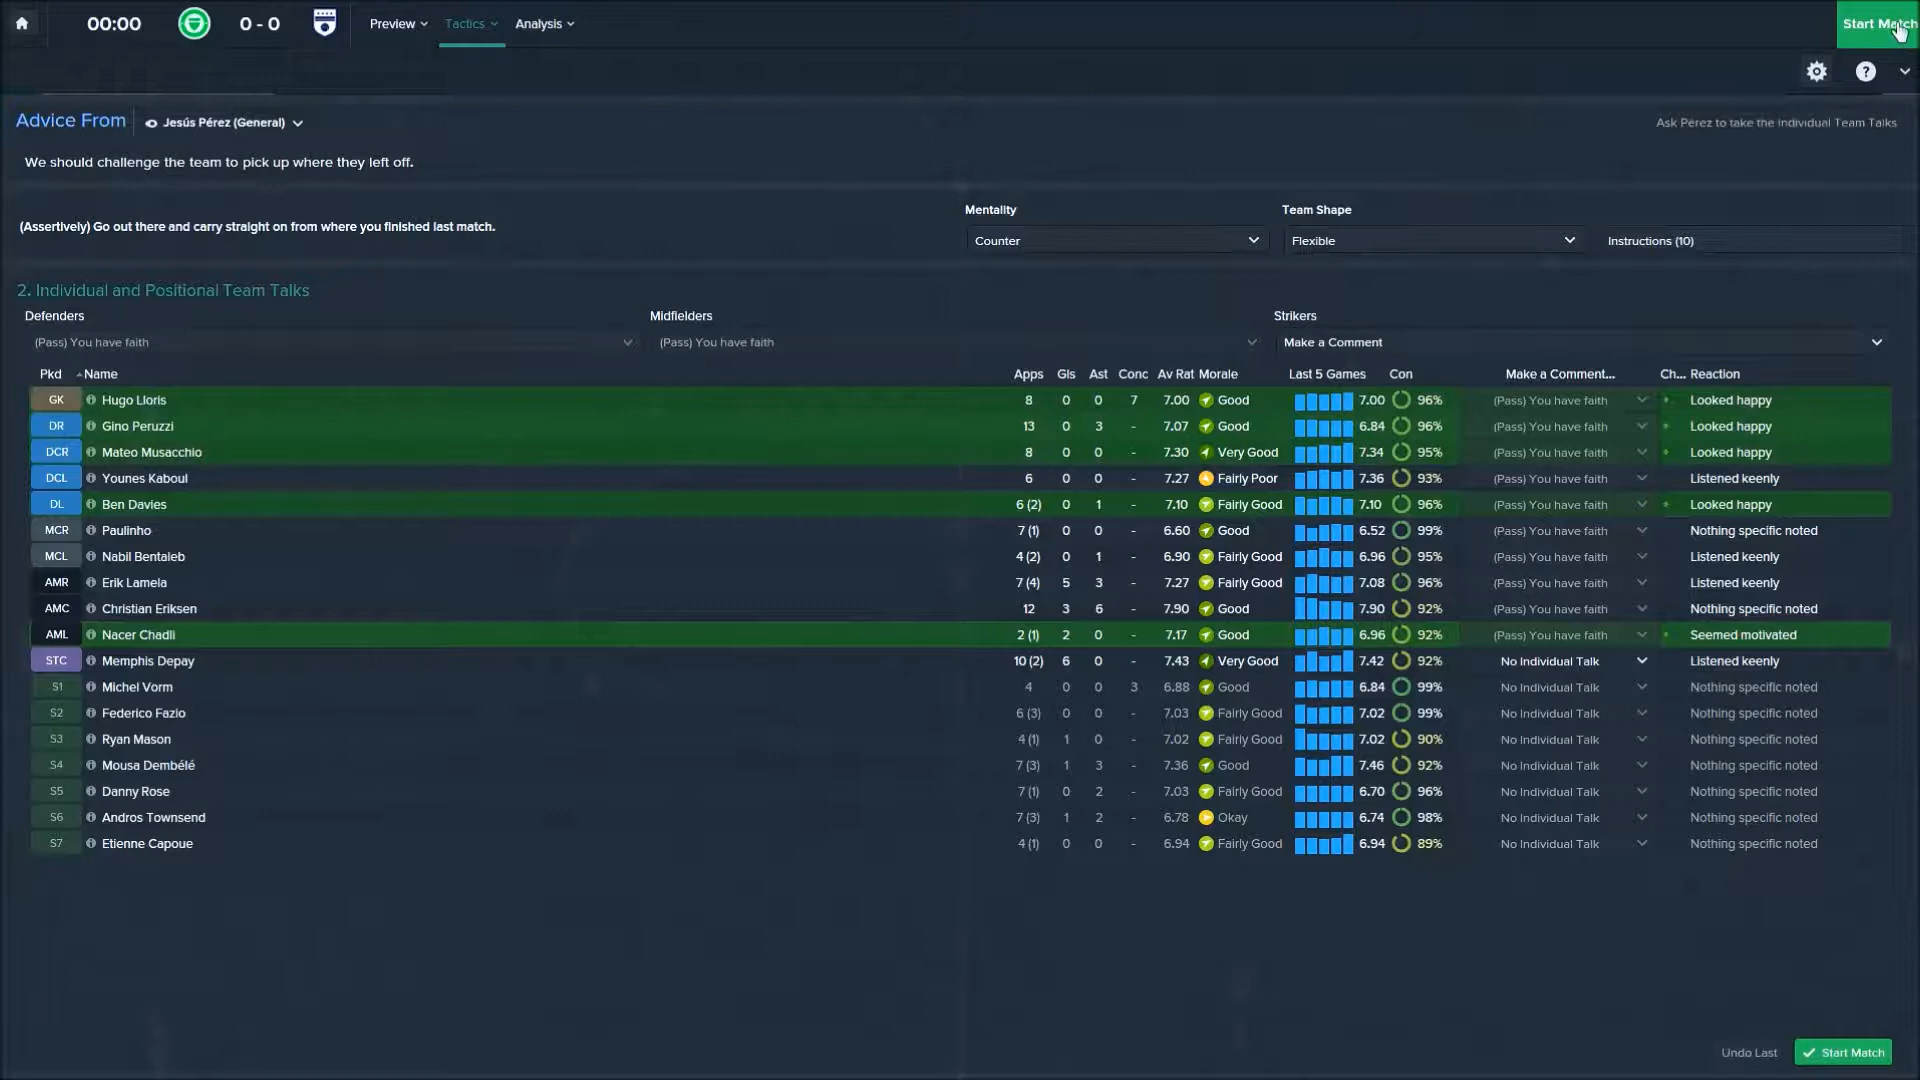 00:00 0 - 0 Preview Tactics Analysis Start Match
?
Advice From Jesús Pérez (General) Ask Pérez to take the Individual Team Talks
We should challenge the team to pick up where they left off.
Mentality Team Shape
(Assertively) Go out there and carry straight on from where you finished last match.
Counter Flexible Instructions (10)
2. Individual and Positional Team Talks
Defenders Midfielders Strikers
(Pass) You have faith (Pass) You have faith Make a Comment
Pkd Name Apps Gls Ast Conc Av Rat Morale Last 5 Games Con Make a Comment... Ch... Reaction
GK Hugo Lloris 8 0 0 7 7.00 Good 7.00 96% (Pass) You have faith Looked happy
DR Gino Peruzzi 13 0 3 - 7.07 Good 6.84 96% (Pass) You have faith Looked happy
DCR Mateo Musacchio 8 0 0 - 7.30 Very Good 7.34 95% (Pass) You have faith Looked happy
DCL Younes Kaboul 6 0 0 - 7.27 Fairly Poor 7.36 93% (Pass) You have faith Listened keenly
DL Ben Davies 6 (2) 0 1 - 7.10 Fairly Good 7.10 96% (Pass) You have faith Looked happy
MCR Paulinho 7 (1) 0 0 - 6.60 Good 6.52 99% (Pass) You have faith Nothing specific noted
MCL Nabil Bentaleb 4 (2) 0 1 - 6.90 Fairly Good 6.96 95% (Pass) You have faith Listened keenly
AMR Erik Lamela 7 (4) 5 3 - 7.27 Fairly Good 7.08 96% (Pass) You have faith Listened keenly
AMC Christian Eriksen 12 3 6 - 7.90 Good 7.90 92% (Pass) You have faith Nothing specific noted
AML Nacer Chadli 2 (1) 2 0 - 7.17 Good 6.96 92% (Pass) You have faith Seemed motivated
STC Memphis Depay 10 (2) 6 0 - 7.43 Very Good 7.42 92% No Individual Talk Listened keenly
S1 Michel Vorm 4 0 0 3 6.88 Good 6.84 99% No Individual Talk Nothing specific noted
S2 Federico Fazio 6 (3) 0 0 - 7.03 Fairly Good 7.02 99% No Individual Talk Nothing specific noted
S3 Ryan Mason 4 (1) 1 0 - 7.02 Fairly Good 7.02 90% No Individual Talk Nothing specific noted
S4 Mousa Dembélé 7 (3) 1 3 - 7.36 Good 7.46 92% No Individual Talk Nothing specific noted
S5 Danny Rose 7 (1) 0 2 - 7.03 Fairly Good 6.70 96% No Individual Talk Nothing specific noted
S6 Andros Townsend 7 (3) 1 2 - 6.78 Okay 6.74 98% No Individual Talk Nothing specific noted
S7 Etienne Capoue 4 (1) 0 0 - 6.94 Fairly Good 6.94 89% No Individual Talk Nothing specific noted
Undo Last Start Match